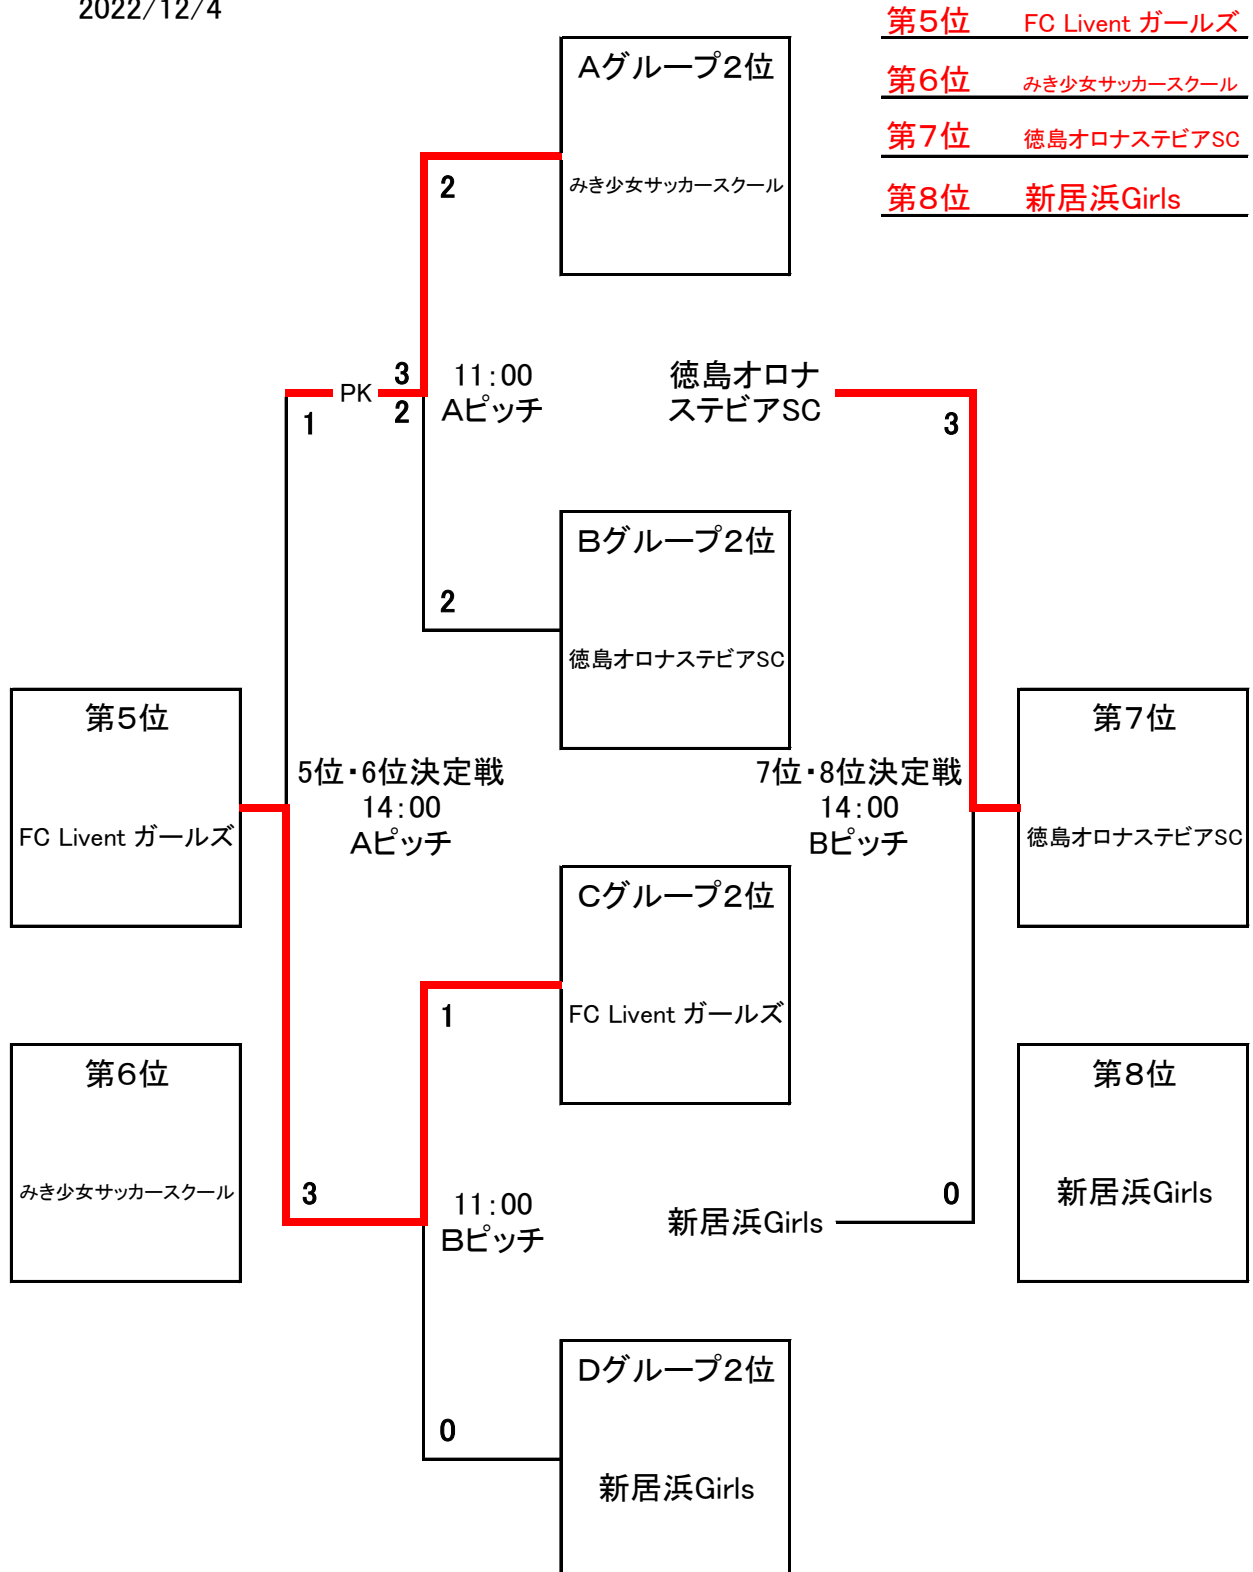 2022/12/4
第5位 FC Livent ガールズ
第6位 みき少女サッカースクール
第7位 徳島オロナステビアSC
第8位 新居浜Girls
Aグループ2位
みき少女サッカースクール
2
PK
3
2
11:00
Aピッチ
1
徳島オロナ
ステビアSC
3
Bグループ2位
徳島オロナステビアSC
2
第5位
FC Livent ガールズ
5位・6位決定戦
14:00
Aピッチ
7位・8位決定戦
14:00
Bピッチ
第7位
徳島オロナステビアSC
Cグループ2位
FC Livent ガールズ
1
第6位
みき少女サッカースクール
3
11:00
Bピッチ
新居浜Girls
0
第8位
新居浜Girls
Dグループ2位
新居浜Girls
0